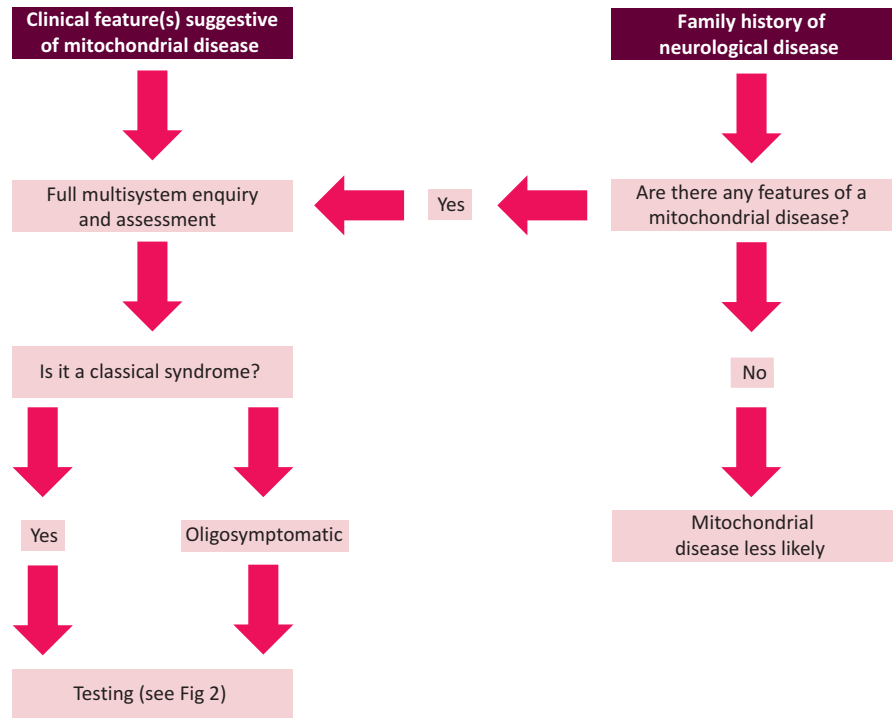 Clinical feature(s) suggestive
of mitochondrial disease
Family history of
neurological disease
Full multisystem enquiry
and assessment
Yes
Are there any features of a
mitochondrial disease?
Is it a classical syndrome?
No
Yes
Oligosymptomatic
Mitochondrial
disease less likely
Testing (see Fig 2)